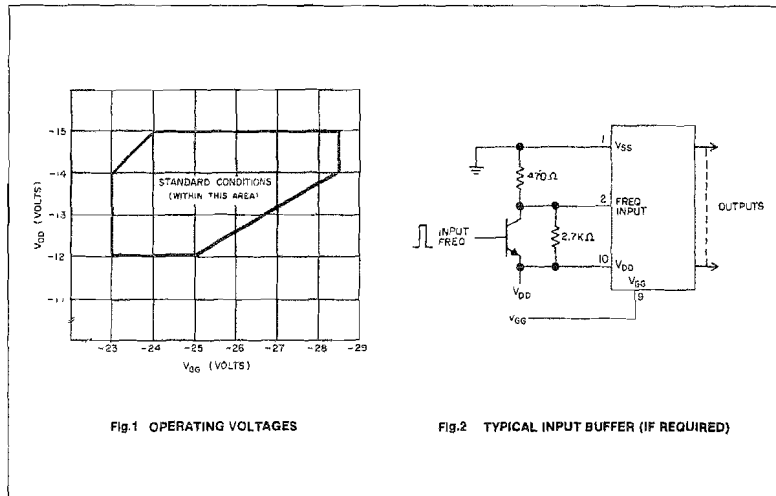 -15
-14
-13
-12
-11
VDD (VOLTS)
STANDARD CONDITIONS
(WITHIN THIS AREA)
-23 -24 -25 -26 -27 -28 -29
VGG (VOLTS)
Fig.1 OPERATING VOLTAGES
1
VSS
470Ω
2
FREQ
INPUT
OUTPUTS
INPUT
FREQ
2.7KΩ
10
VDD
VGG
9
VDD
VGG
Fig.2 TYPICAL INPUT BUFFER (IF REQUIRED)